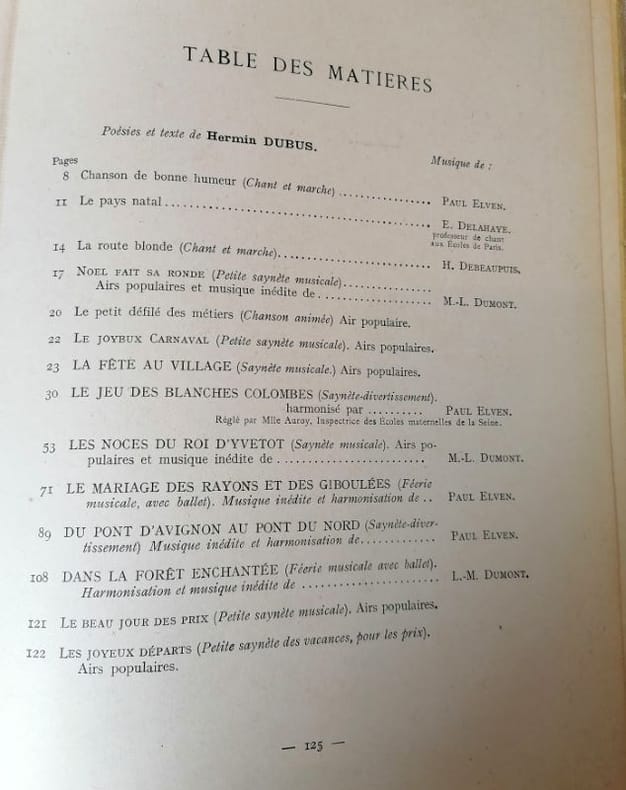 TABLE DES MATIERES
Poésies et texte de Hermin DUBUS.
Musique de :
Pages
8 Chanson de bonne humeur (Chant et marche) ................ PAUL ELVEN.
11 Le pays natal ........................................ E. DELAHAYE.
professeur de chant
aux Écoles de Paris.
14 La route blonde (Chant et marche)......................... H. DEBEAUPUIS.
17 NOEL FAIT SA RONDE (Petite saynète musicale)..............
Airs populaires et musique inédite de.................. M.-L. DUMONT.
20 Le petit défilé des métiers (Chanson animée) Air populaire.
22 LE JOYEUX CARNAVAL (Petite saynète musicale). Airs populaires.
23 LA FÊTE AU VILLAGE (Saynète musicale.) Airs populaires.
30 LE JEU DES BLANCHES COLOMBES (Saynète-divertissement).
harmonisé par .......... PAUL ELVEN.
Réglé par Mlle Auroy, Inspectrice des Écoles maternelles de la Seine.
53 LES NOCES DU ROI D'YVETOT (Saynète musicale). Airs po-
pulaires et musique inédite de ...................... M.-L. DUMONT.
71 LE MARIAGE DES RAYONS ET DES GIBOULÉES (Féerie
musicale, avec ballet). Musique inédite et harmonisation de .. PAUL ELVEN.
89 DU PONT D'AVIGNON AU PONT DU NORD (Saynète-diver-
tissement) Musique inédite et harmonisation de............ PAUL ELVEN.
108 DANS LA FORÊT ENCHANTÉE (Féerie musicale avec ballet).
Harmonisation et musique inédite de .................... L.-M. DUMONT.
121 LE BEAU JOUR DES PRIX (Petite saynète musicale). Airs populaires.
122 LES JOYEUX DÉPARTS (Petite saynète des vacances, pour les prix).
Airs populaires.
— 125 —